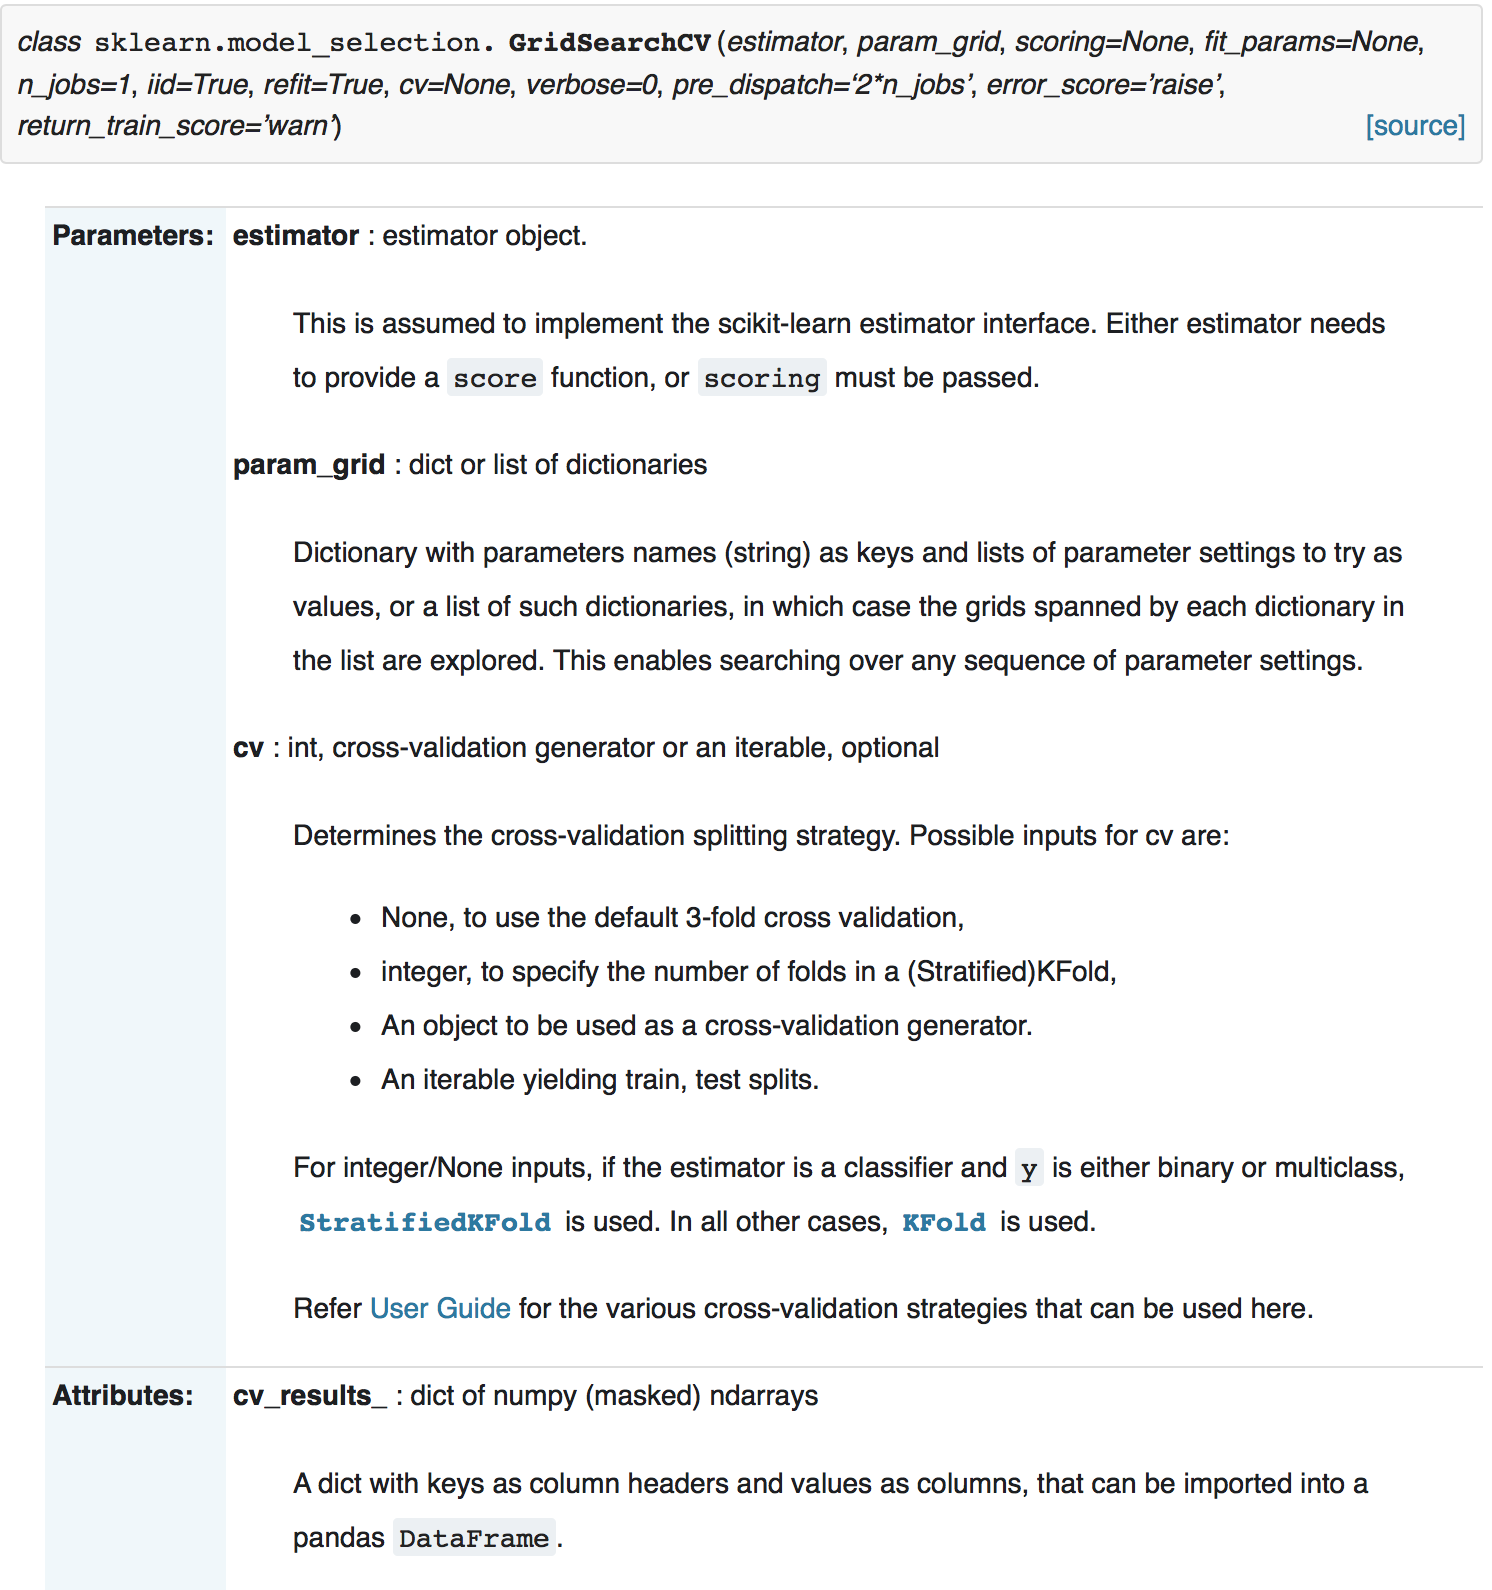 class sklearn.model_selection. GridSearchCV(estimator, param_grid, scoring=None, fit_params=None,
n_jobs=1, iid=True, refit=True, cv=None, verbose=0, pre_dispatch=‘2*n_jobs’, error_score=’raise’,
return_train_score=’warn’) [source]
Parameters: estimator : estimator object.
This is assumed to implement the scikit-learn estimator interface. Either estimator needs
to provide a score function, or scoring must be passed.
param_grid : dict or list of dictionaries
Dictionary with parameters names (string) as keys and lists of parameter settings to try as
values, or a list of such dictionaries, in which case the grids spanned by each dictionary in
the list are explored. This enables searching over any sequence of parameter settings.
cv : int, cross-validation generator or an iterable, optional
Determines the cross-validation splitting strategy. Possible inputs for cv are:
• None, to use the default 3-fold cross validation,
• integer, to specify the number of folds in a (Stratified)KFold,
• An object to be used as a cross-validation generator.
• An iterable yielding train, test splits.
For integer/None inputs, if the estimator is a classifier and y is either binary or multiclass,
StratifiedKFold is used. In all other cases, KFold is used.
Refer User Guide for the various cross-validation strategies that can be used here.
Attributes: cv_results_ : dict of numpy (masked) ndarrays
A dict with keys as column headers and values as columns, that can be imported into a
pandas DataFrame.